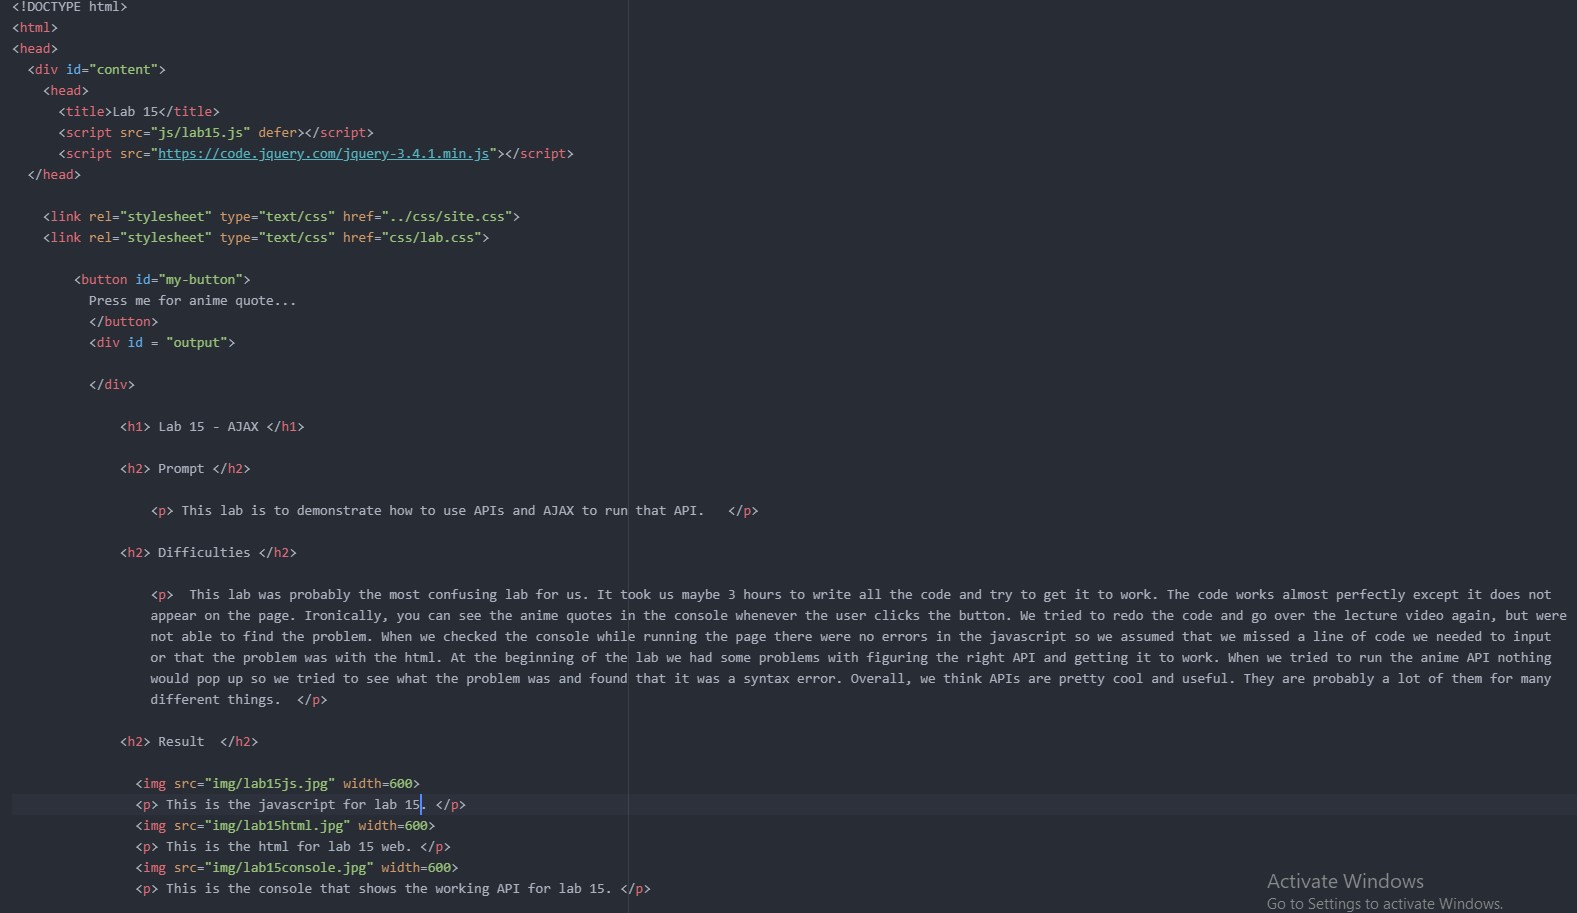 <!DOCTYPE html>
<html>
<head>
<div id="content">
<head>
<title>Lab 15</title>
<script src="js/lab15.js" defer></script>
<script src="https://code.jquery.com/jquery-3.4.1.min.js"></script>
</head>
<link rel="stylesheet" type="text/css" href="../css/site.css">
<link rel="stylesheet" type="text/css" href="css/lab.css">
<button id="my-button">
Press me for anime quote...
</button>
<div id = "output">
</div>
<h1> Lab 15 - AJAX </h1>
<h2> Prompt </h2>
<p> This lab is to demonstrate how to use APIs and AJAX to run that API.   </p>
<h2> Difficulties </h2>
<p>  This lab was probably the most confusing lab for us. It took us maybe 3 hours to write all the code and try to get it to work. The code works almost perfectly except it does not
appear on the page. Ironically, you can see the anime quotes in the console whenever the user clicks the button. We tried to redo the code and go over the lecture video again, but were
not able to find the problem. When we checked the console while running the page there were no errors in the javascript so we assumed that we missed a line of code we needed to input
or that the problem was with the html. At the beginning of the lab we had some problems with figuring the right API and getting it to work. When we tried to run the anime API nothing
would pop up so we tried to see what the problem was and found that it was a syntax error. Overall, we think APIs are pretty cool and useful. They are probably a lot of them for many
different things.  </p>
<h2> Result  </h2>
<img src="img/lab15js.jpg" width=600>
<p> This is the javascript for lab 15. </p>
<img src="img/lab15html.jpg" width=600>
<p> This is the html for lab 15 web. </p>
<img src="img/lab15console.jpg" width=600>
<p> This is the console that shows the working API for lab 15. </p>
Activate Windows
Go to Settings to activate Windows.